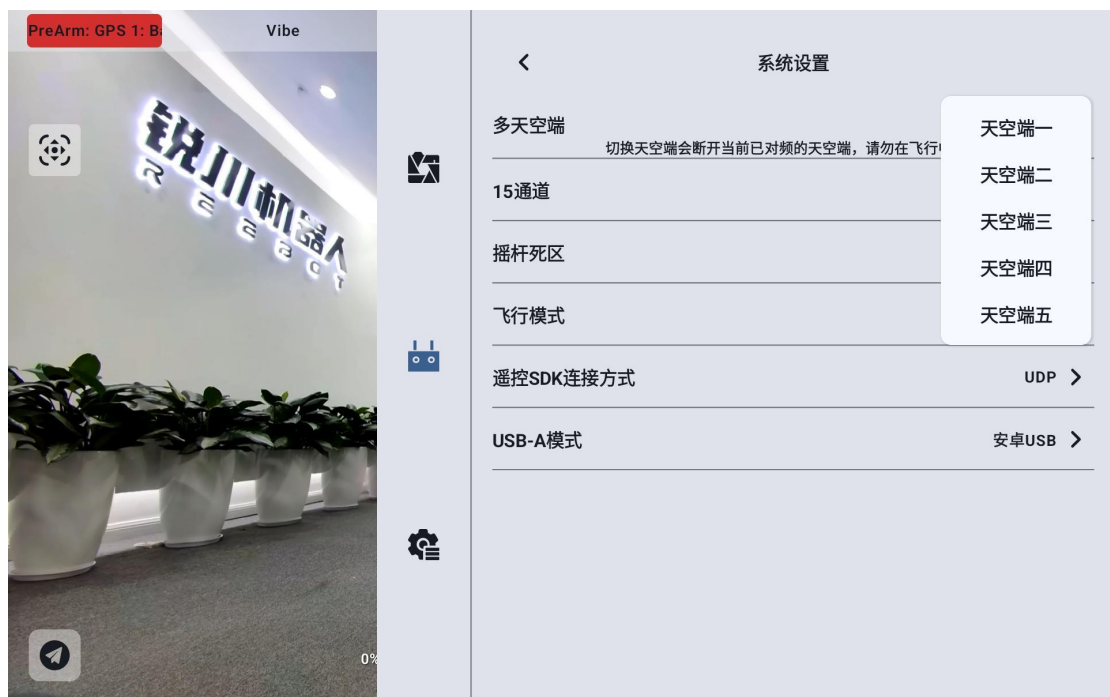 PreArm: GPS 1: B
Vibe
锐川机器人
REEBOT
0%
系统设置
多天空端
切换天空端会断开当前已对频的天空端，请勿在飞行
15通道
摇杆死区
飞行模式
遥控SDK连接方式
UDP
USB-A模式
安卓USB
天空端一
天空端二
天空端三
天空端四
天空端五